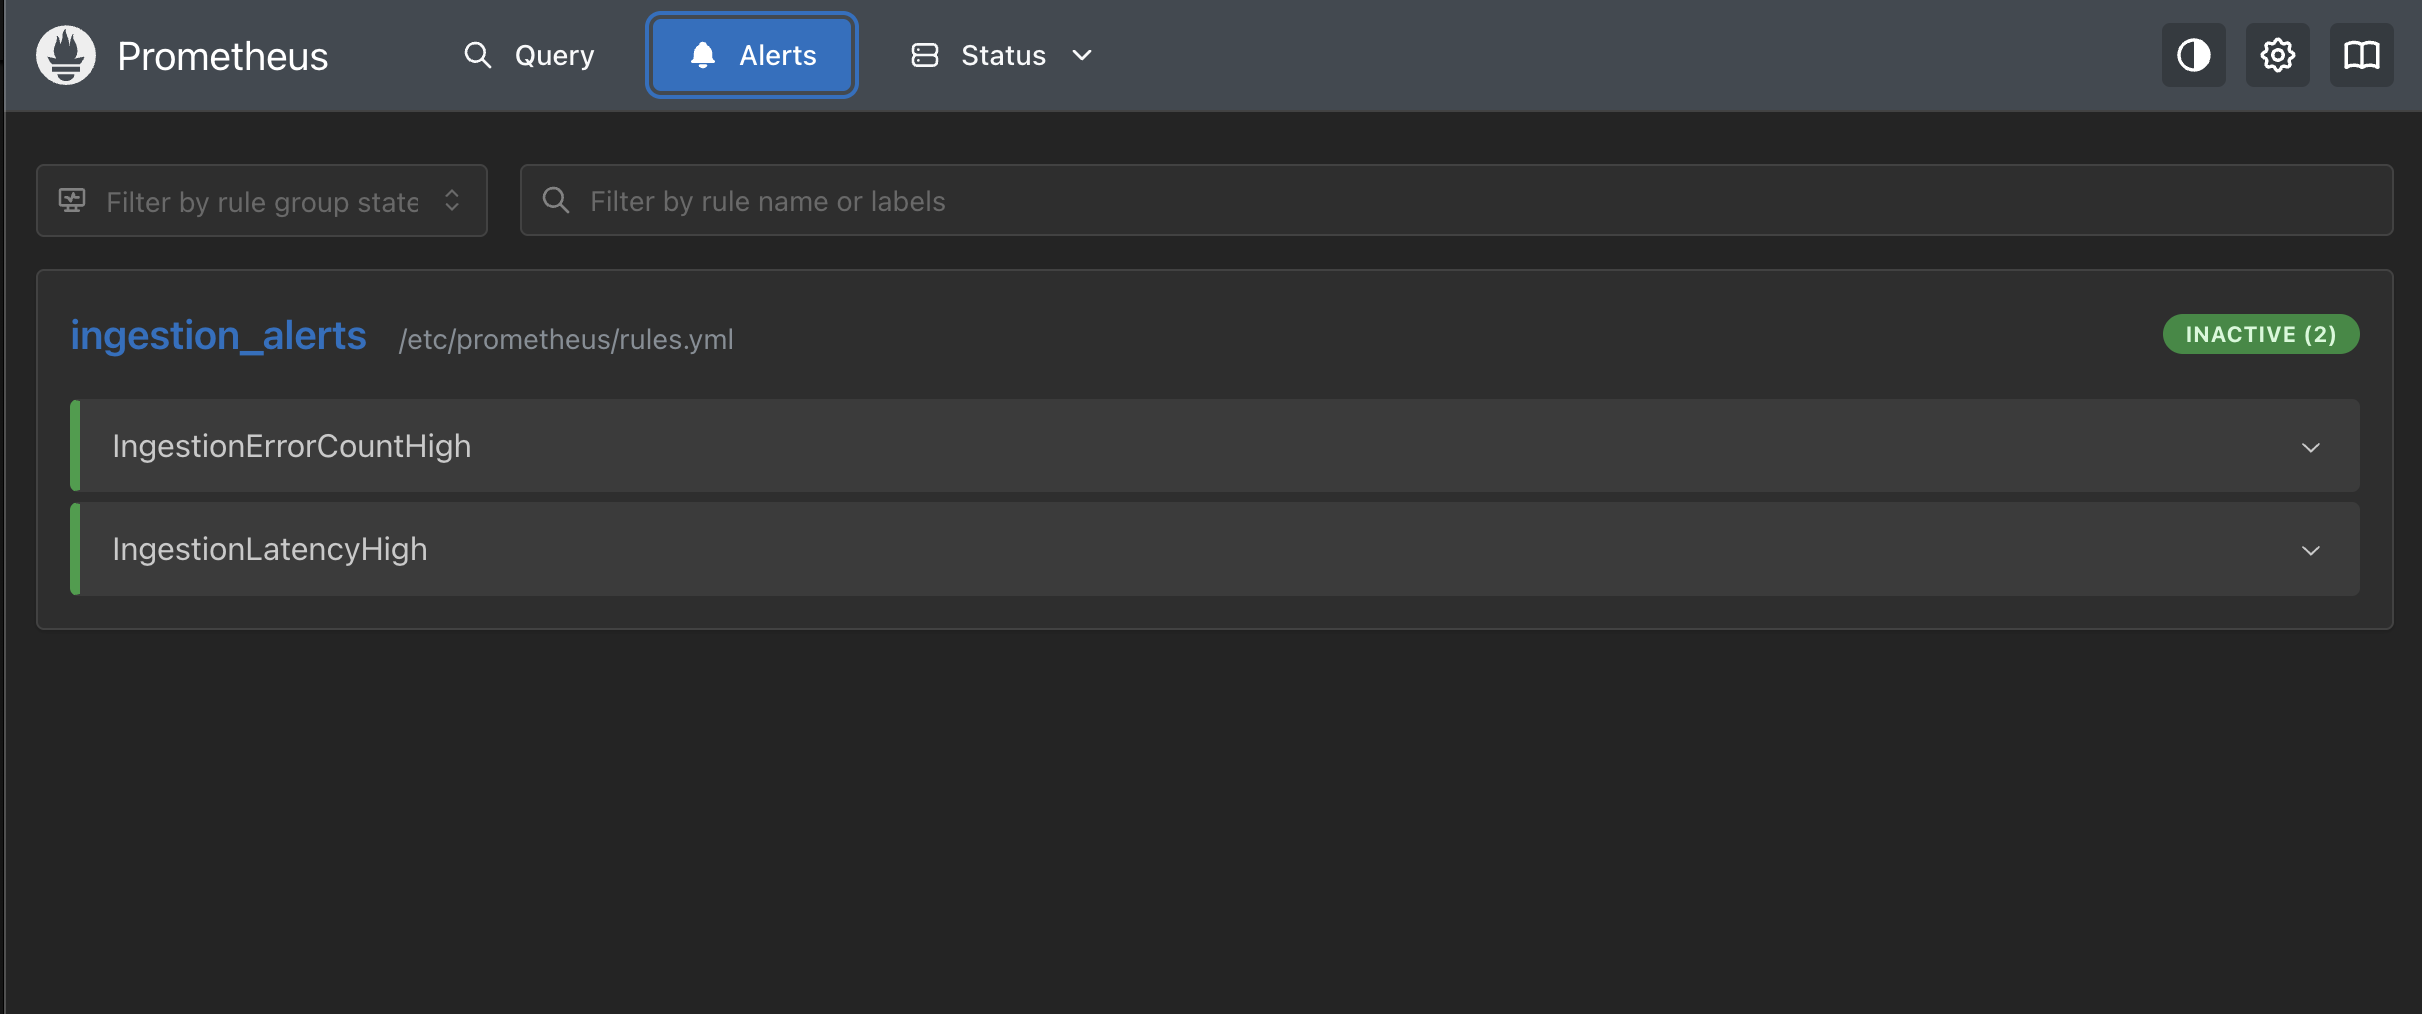 Prometheus
Query
Alerts
Status
Filter by rule group state
Filter by rule name or labels
ingestion_alerts /etc/prometheus/rules.yml
INACTIVE (2)
IngestionErrorCountHigh
IngestionLatencyHigh